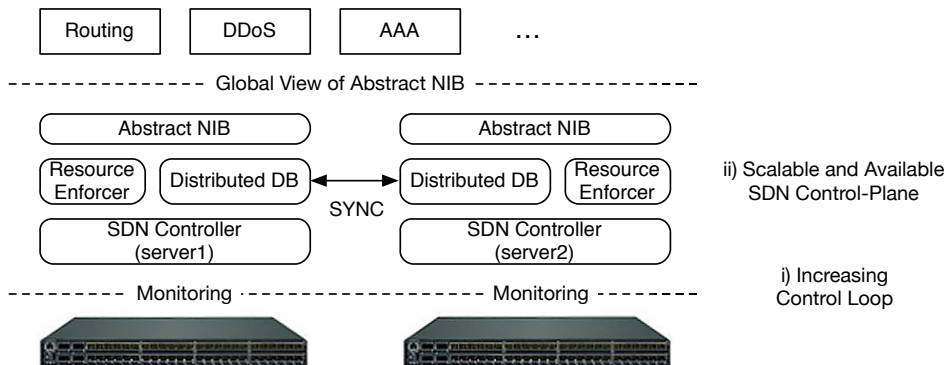 Routing
DDoS
AAA
...
Global View of Abstract NIB
Abstract NIB
Abstract NIB
Resource
Enforcer
Distributed DB
Distributed DB
Resource
Enforcer
SYNC
SDN Controller
(server1)
SDN Controller
(server2)
ii) Scalable and Available
SDN Control-Plane
i) Increasing
Control Loop
Monitoring
Monitoring